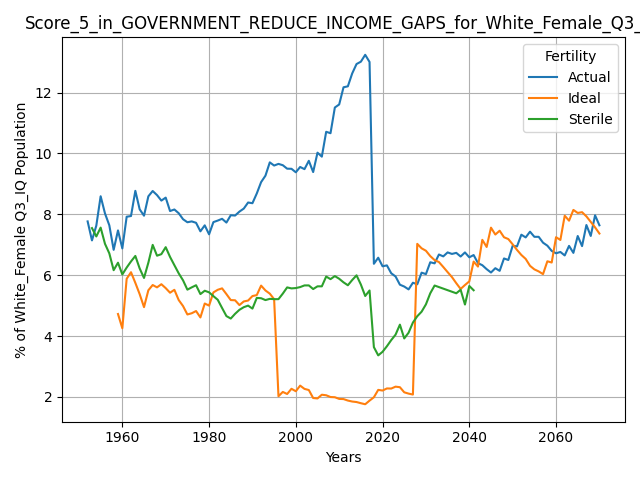 Score_5_in_GOVERNMENT_REDUCE_INCOME_GAPS_for_White_Female_Q3_
Fertility
Actual
Ideal
Sterile
% of White_Female Q3_IQ Population
12
10
8
6
4
2
1960 1980 2000 2020 2040 2060
Years